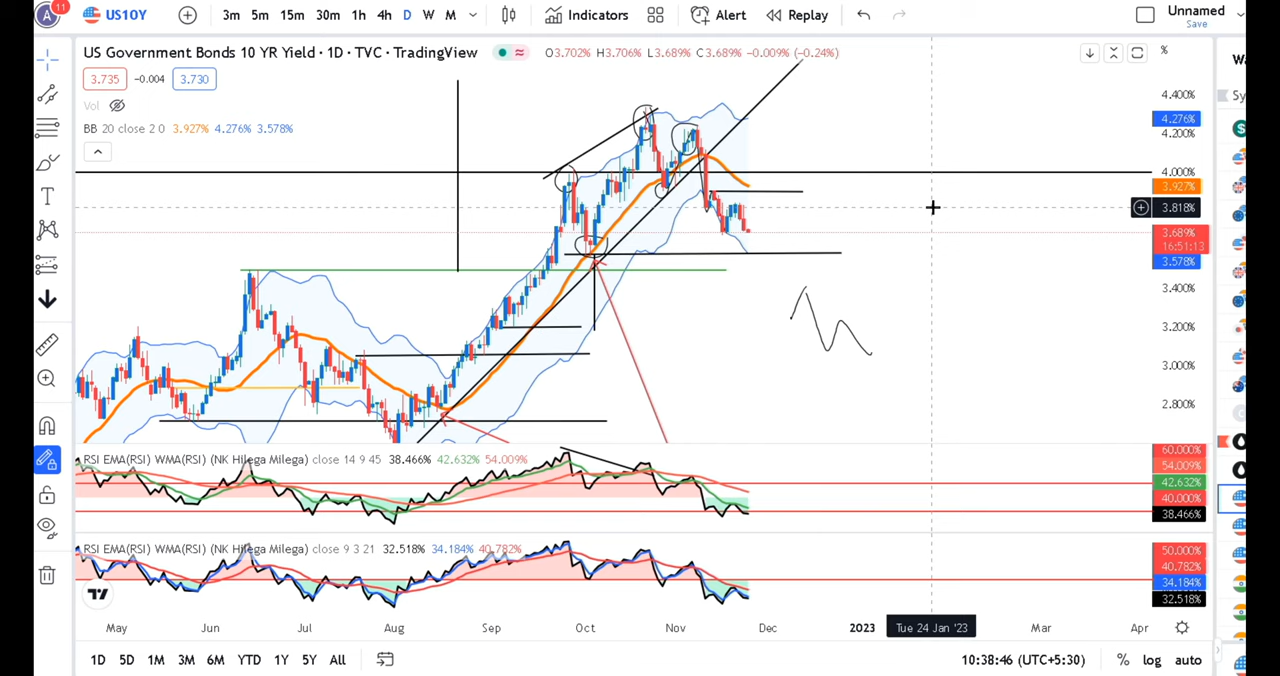 A 11 US10Y 3m 5m 15m 30m 1h 4h D W M Indicators Alert Replay Unnamed
Save
US Government Bonds 10 YR Yield · 1D · TVC · TradingView O3.702% H3.706% L3.689% C3.689% -0.009% (-0.24%) %
3.735 -0.004 3.730
Vol
BB 20 close 2 0 3.927% 4.276% 3.578%
4.400%
4.276%
4.200%
4.000%
3.927%
3.818%
3.689%
16:51:13
3.578%
3.400%
3.200%
3.000%
2.800%
RSI EMA(RSI) WMA(RSI) (NK Hilega Milega) close 14 9 45 38.466% 42.632% 54.009%
60.000%
54.009%
42.632%
40.000%
38.466%
RSI EMA(RSI) WMA(RSI) (NK Hilega Milega) close 9 3 21 32.518% 34.184% 40.782%
50.000%
40.782%
34.184%
32.518%
May Jun Jul Aug Sep Oct Nov Dec 2023 Tue 24 Jan '23 Mar Apr
1D 5D 1M 3M 6M YTD 1Y 5Y All 10:38:46 (UTC+5:30) % log auto